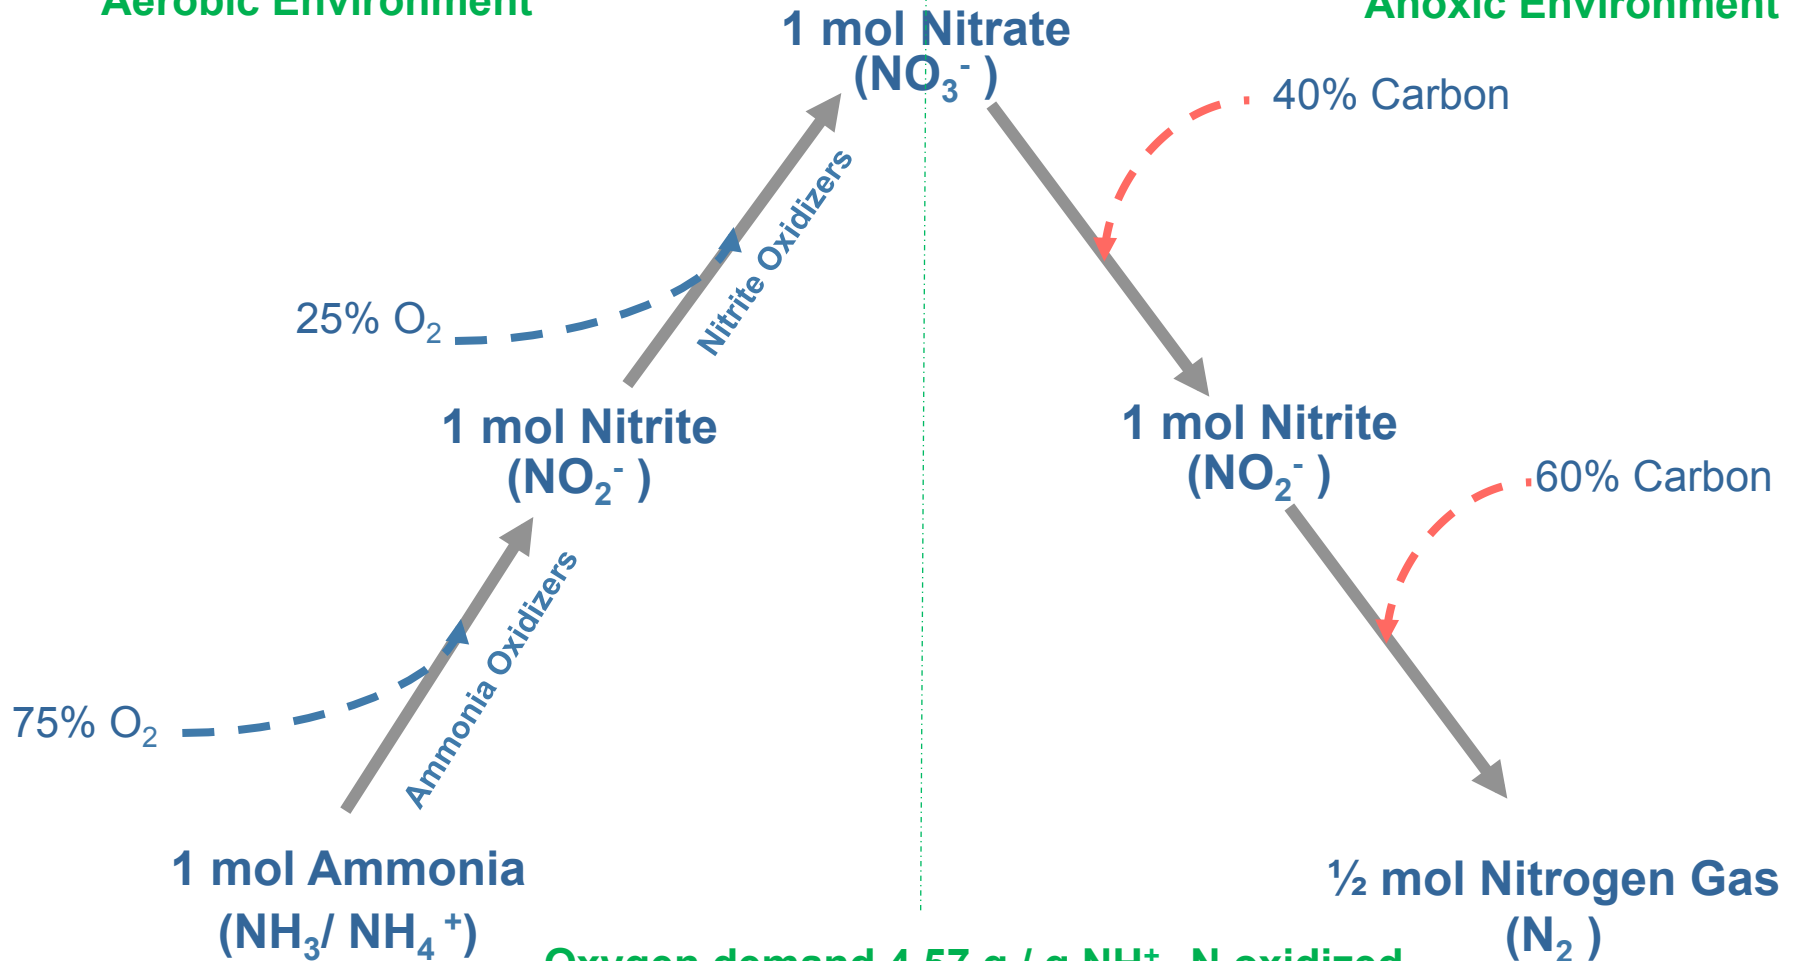 Aerobic Environment
Anoxic Environment
1 mol Nitrate
(NO₃⁻ )
40% Carbon
Nitrite Oxidizers
25% O₂
1 mol Nitrite
(NO₂⁻ )
1 mol Nitrite
(NO₂⁻ )
60% Carbon
Ammonia Oxidizers
75% O₂
1 mol Ammonia
(NH₃/ NH₄ ⁺)
½ mol Nitrogen Gas
(N₂ )
Oxygen demand 4.57 g / g NH⁺ -N oxidized